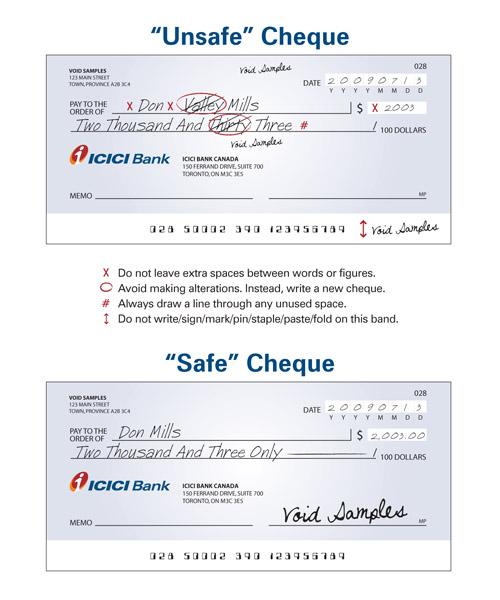 “Unsafe” Cheque
VOID SAMPLES
123 MAIN STREET
TOWN, PROVINCE A2B 3C4
Void Samples
028
DATE 2 0 0 9 0 7 1 3
Y Y Y Y M M D D
PAY TO THE ORDER OF X Don X Valley Mills $ X 2003
Two Thousand And Thirty Three # / 100 DOLLARS
Void Samples
ICICI Bank
ICICI BANK CANADA
150 FERRAND DRIVE, SUITE 700
TORONTO, ON M3C 3E5
MEMO
MP
028 50002 390 123956789
Void Samples
X Do not leave extra spaces between words or figures.
Avoid making alterations. Instead, write a new cheque.
# Always draw a line through any unused space.
↕ Do not write/sign/mark/pin/staple/paste/fold on this band.
“Safe” Cheque
VOID SAMPLES
123 MAIN STREET
TOWN, PROVINCE A2B 3C4
028
DATE 2 0 0 9 0 7 1 3
Y Y Y Y M M D D
PAY TO THE ORDER OF Don Mills $ 2,003.00
Two Thousand And Three Only / 100 DOLLARS
ICICI Bank
ICICI BANK CANADA
150 FERRAND DRIVE, SUITE 700
TORONTO, ON M3C 3E5
MEMO
Void Samples
MP
028 50002 390 123956789